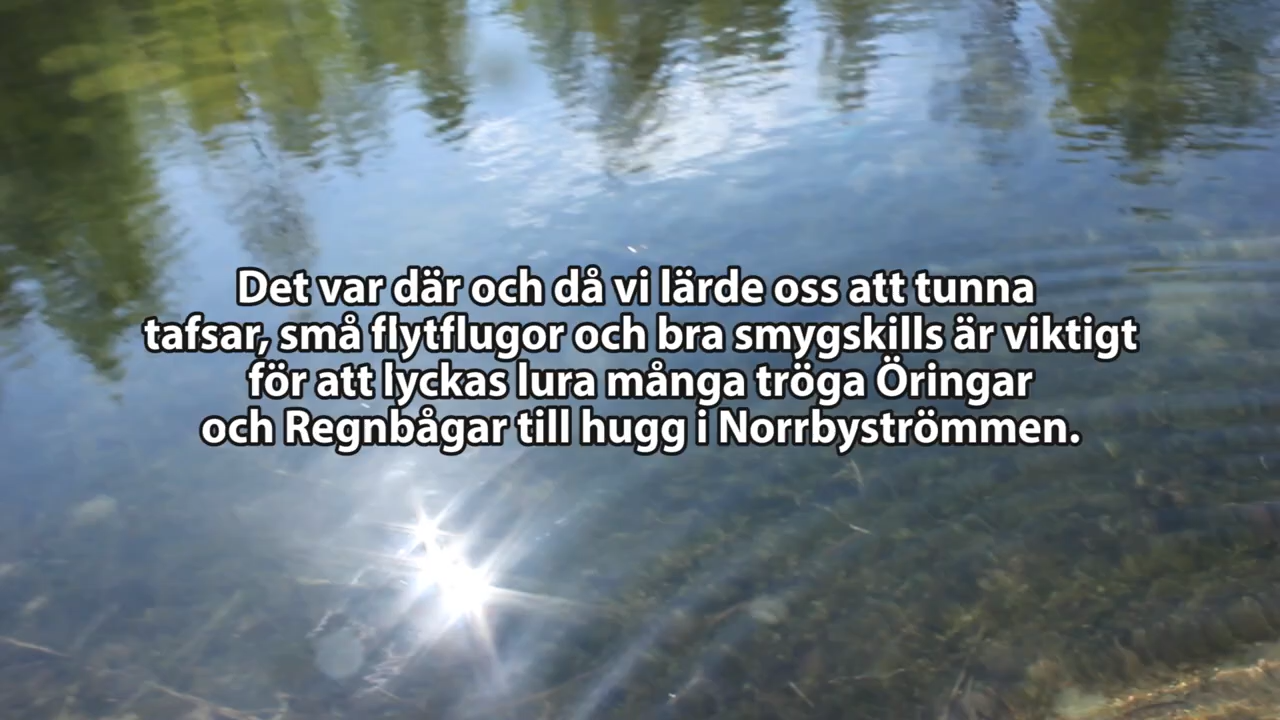 Det var där och då vi lärde oss att tunna
tafsar, små flytflugor och bra smygskills är viktigt
för att lyckas lura många tröga Öringar
och Regnbågar till hugg i Norrbyströmmen.